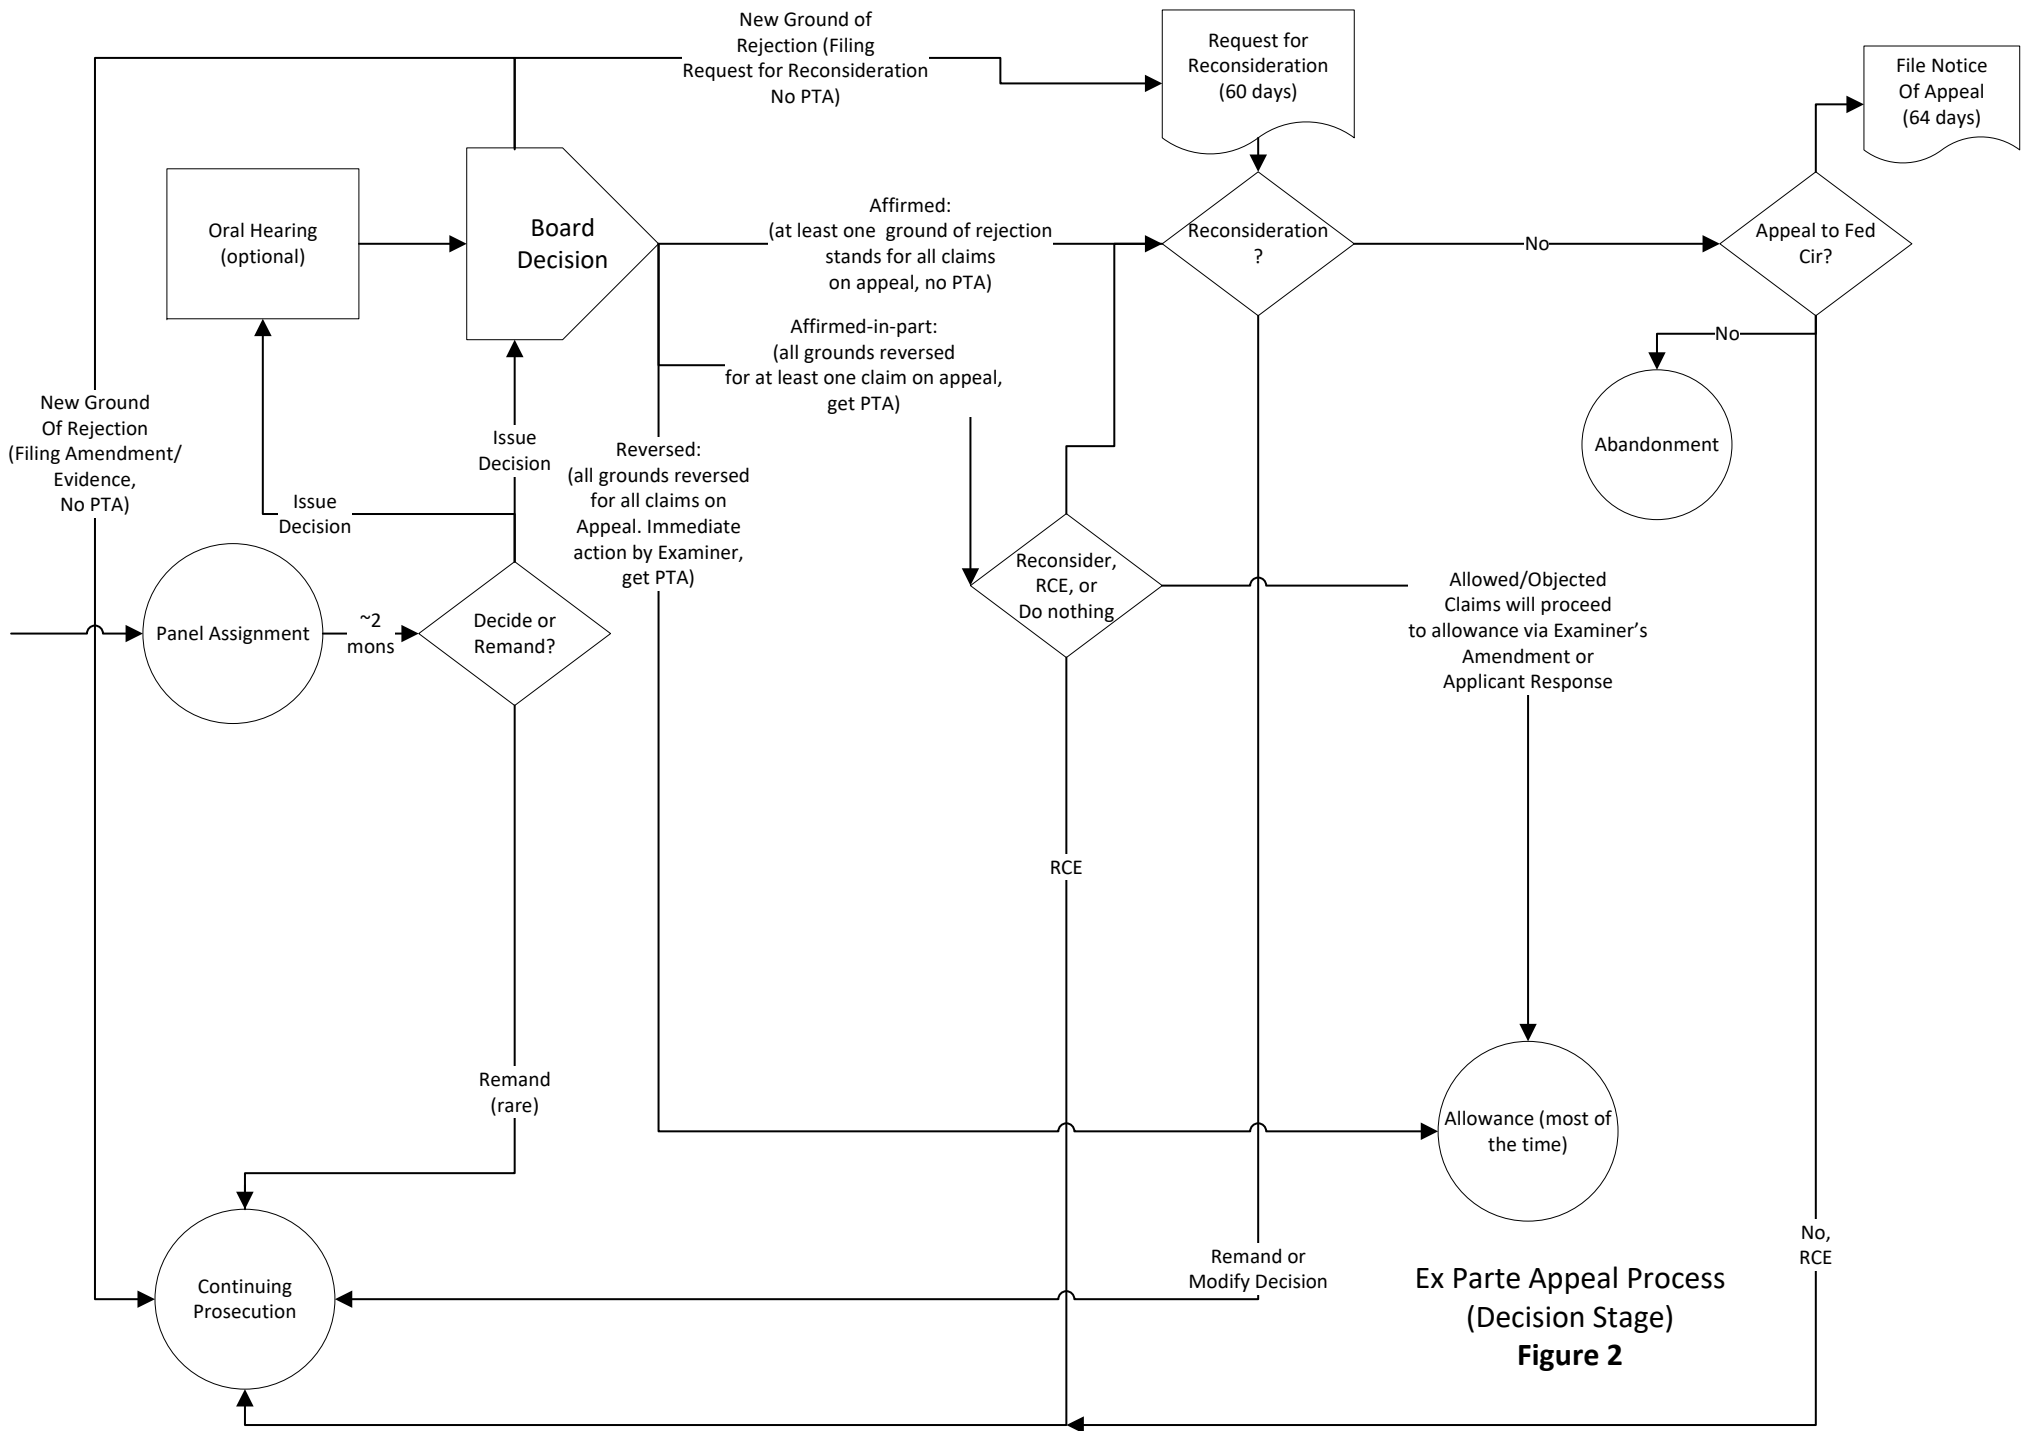 New Ground of
Rejection (Filing
Request for Reconsideration
No PTA)
Request for
Reconsideration
(60 days)
File Notice
Of Appeal
(64 days)
Oral Hearing
(optional)
Board
Decision
Affirmed:
(at least one ground of rejection
stands for all claims
on appeal, no PTA)
Reconsideration
?
No
Appeal to Fed
Cir?
Affirmed-in-part:
(all grounds reversed
for at least one claim on appeal,
get PTA)
No
Abandonment
New Ground
Of Rejection
(Filing Amendment/
Evidence,
No PTA)
Issue
Decision
Issue
Decision
Reversed:
(all grounds reversed
for all claims on
Appeal. Immediate
action by Examiner,
get PTA)
Panel Assignment
~2
mons
Decide or
Remand?
Reconsider,
RCE, or
Do nothing
Allowed/Objected
Claims will proceed
to allowance via Examiner's
Amendment or
Applicant Response
RCE
Remand
(rare)
Allowance (most of
the time)
Continuing
Prosecution
Remand or
Modify Decision
No,
RCE
Ex Parte Appeal Process
(Decision Stage)
Figure 2